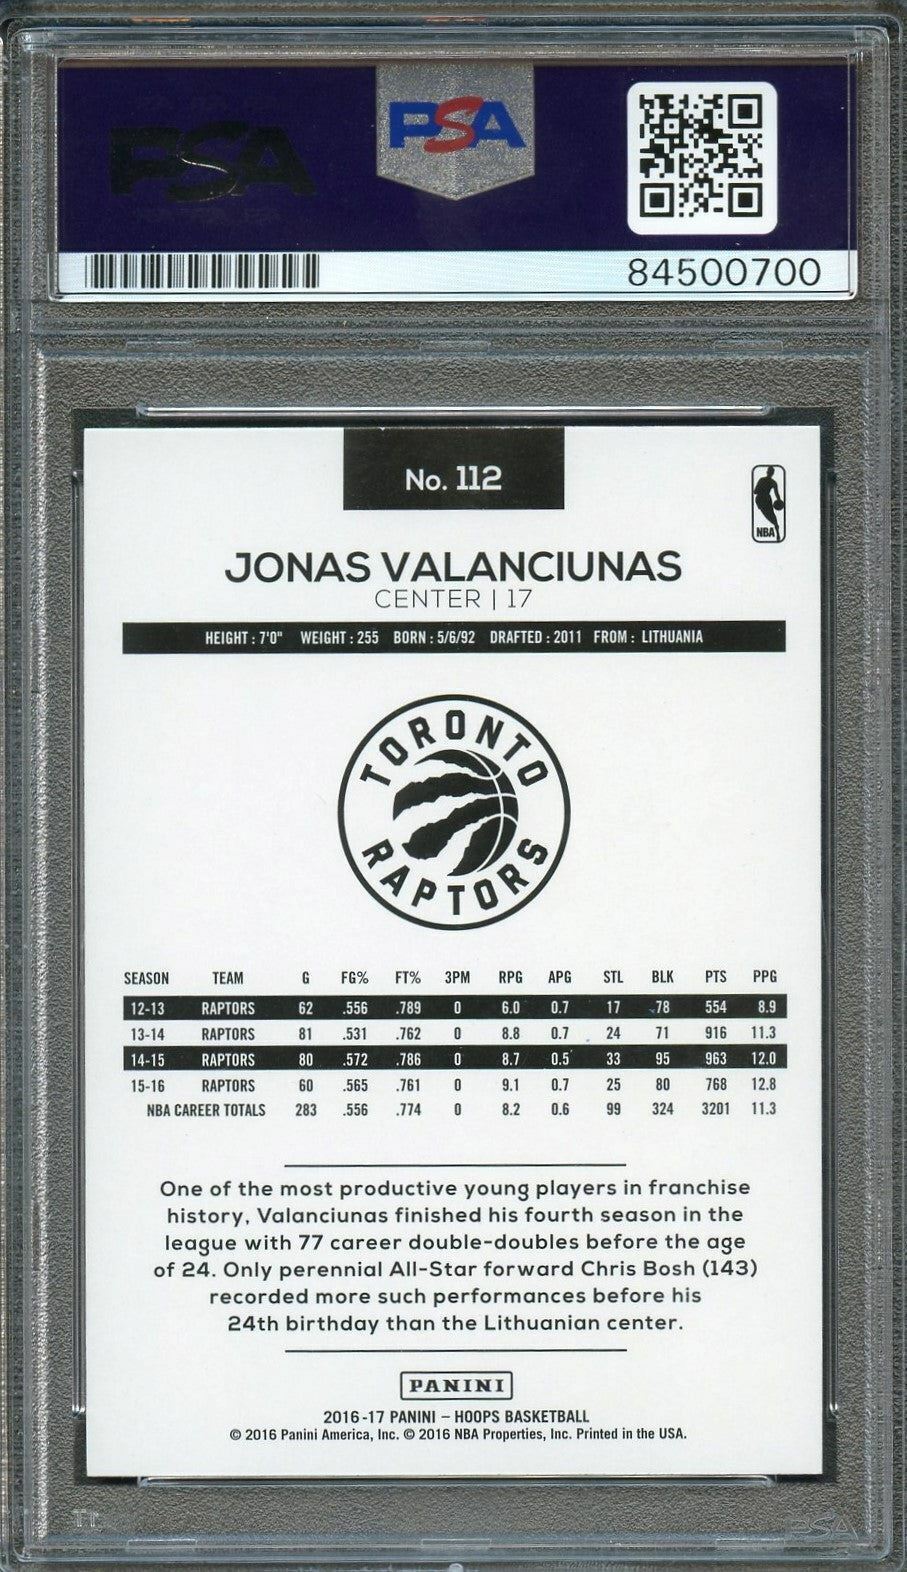 PSA
PSA
84500700
No. 112
NBA
JONAS VALANCIUNAS
CENTER | 17
HEIGHT : 7'0" WEIGHT : 255 BORN : 5/6/92 DRAFTED : 2011 FROM : LITHUANIA
TORONTO
RAPTORS
SEASON TEAM G FG% FT% 3PM RPG APG STL BLK PTS PPG
12-13 RAPTORS 62 .556 .789 0 6.0 0.7 17 78 554 8.9
13-14 RAPTORS 81 .531 .762 0 8.8 0.7 24 71 916 11.3
14-15 RAPTORS 80 .572 .786 0 8.7 0.5 33 95 963 12.0
15-16 RAPTORS 60 .565 .761 0 9.1 0.7 25 80 768 12.8
NBA CAREER TOTALS 283 .556 .774 0 8.2 0.6 99 324 3201 11.3
One of the most productive young players in franchise
history, Valanciunas finished his fourth season in the
league with 77 career double-doubles before the age
of 24. Only perennial All-Star forward Chris Bosh (143)
recorded more such performances before his
24th birthday than the Lithuanian center.
PANINI
2016-17 PANINI – HOOPS BASKETBALL
© 2016 Panini America, Inc. © 2016 NBA Properties, Inc. Printed in the USA.
PSA